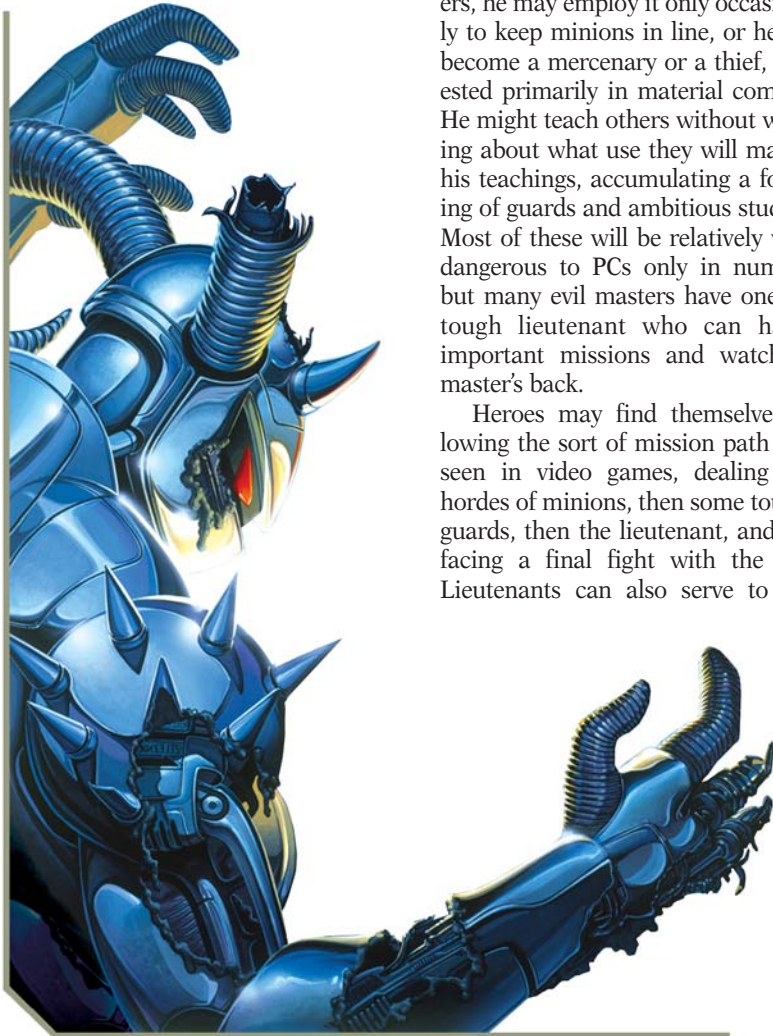 ers, he may employ it only occasi
ly to keep minions in line, or he
become a mercenary or a thief,
ested primarily in material com
He might teach others without w
ing about what use they will ma
his teachings, accumulating a fo
ing of guards and ambitious stud
Most of these will be relatively
dangerous to PCs only in num
but many evil masters have one
tough lieutenant who can h
important missions and watch
master's back.
Heroes may find themselve
lowing the sort of mission path
seen in video games, dealing
hordes of minions, then some tou
guards, then the lieutenant, and
facing a final fight with the
Lieutenants can also serve to